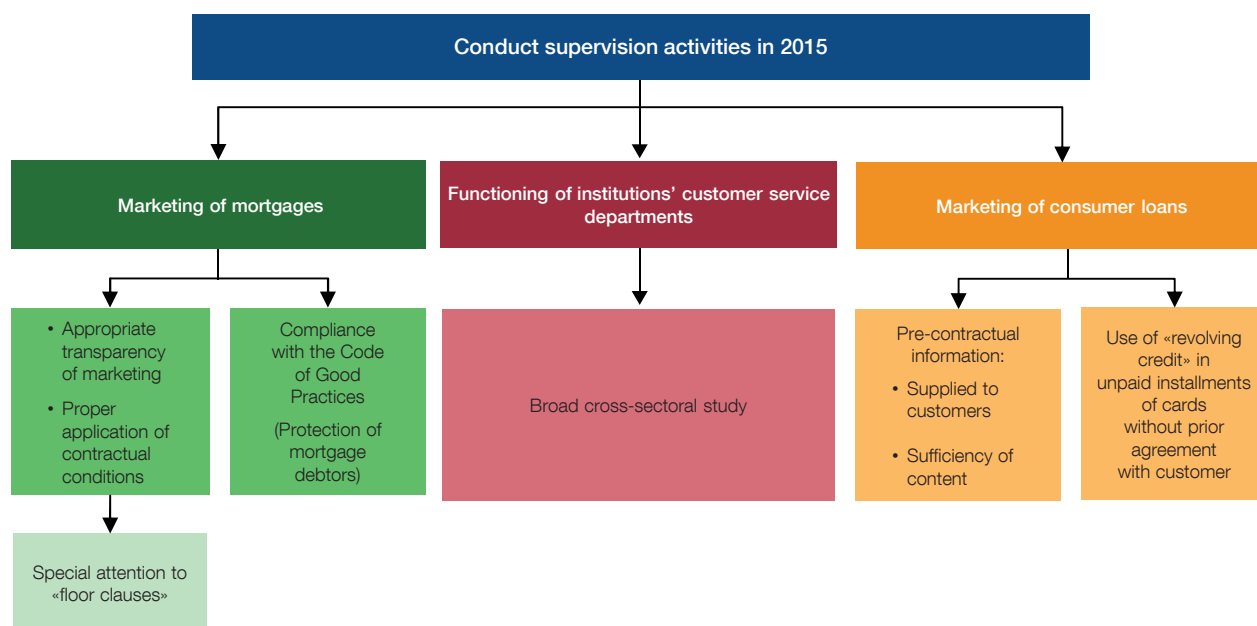 Conduct supervision activities in 2015
Marketing of mortgages
Functioning of institutions’ customer service
departments
Marketing of consumer loans
• Appropriate
transparency
of marketing
• Proper
application of
contractual
conditions
Compliance
with the Code
of Good
Practices
(Protection of
mortgage
debtors)
Broad cross-sectoral study
Pre-contractual
information:
• Supplied to
customers
• Sufficiency of
content
Use of «revolving
credit» in
unpaid installments
of cards
without prior
agreement
with customer
Special attention to
«floor clauses»